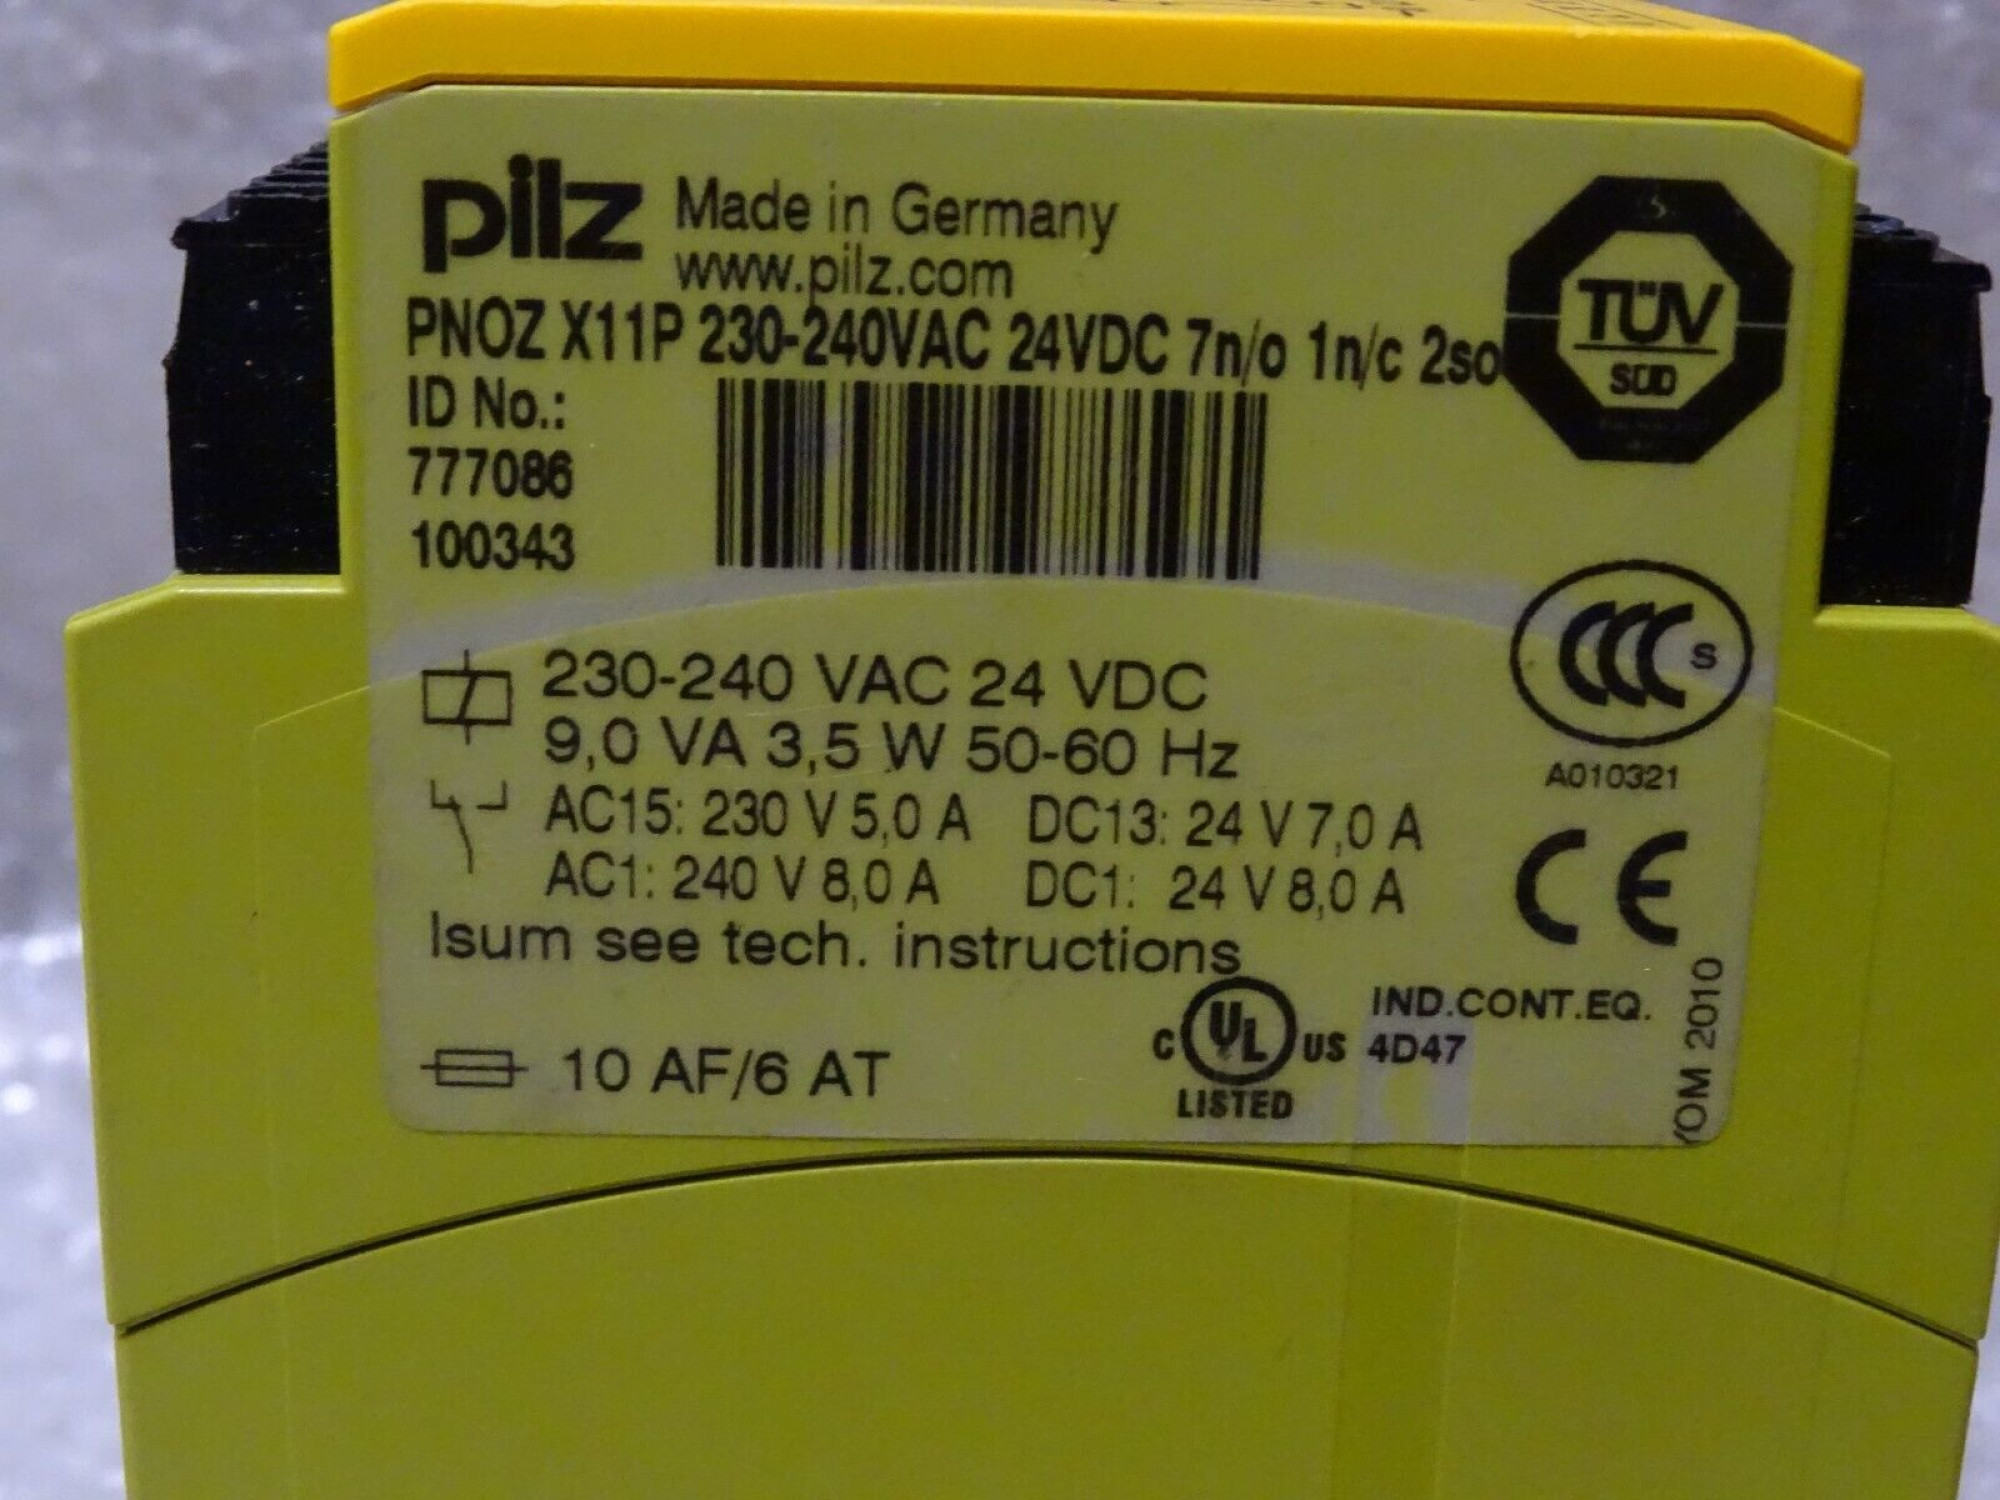 pilz Made in Germany
www.pilz.com
PNOZ X11P 230-240VAC 24VDC 7n/o 1n/c 2so
ID No.:
777086
100343
TÜV
SÜD
230-240 VAC 24 VDC
9,0 VA 3,5 W 50-60 Hz
AC15: 230 V 5,0 A DC13: 24 V 7,0 A
AC1: 240 V 8,0 A DC1: 24 V 8,0 A
Isum see tech. instructions
CCC S
A010321
CE
10 AF/6 AT
C UL US
LISTED
IND.CONT.EQ.
4D47
YOM 2010